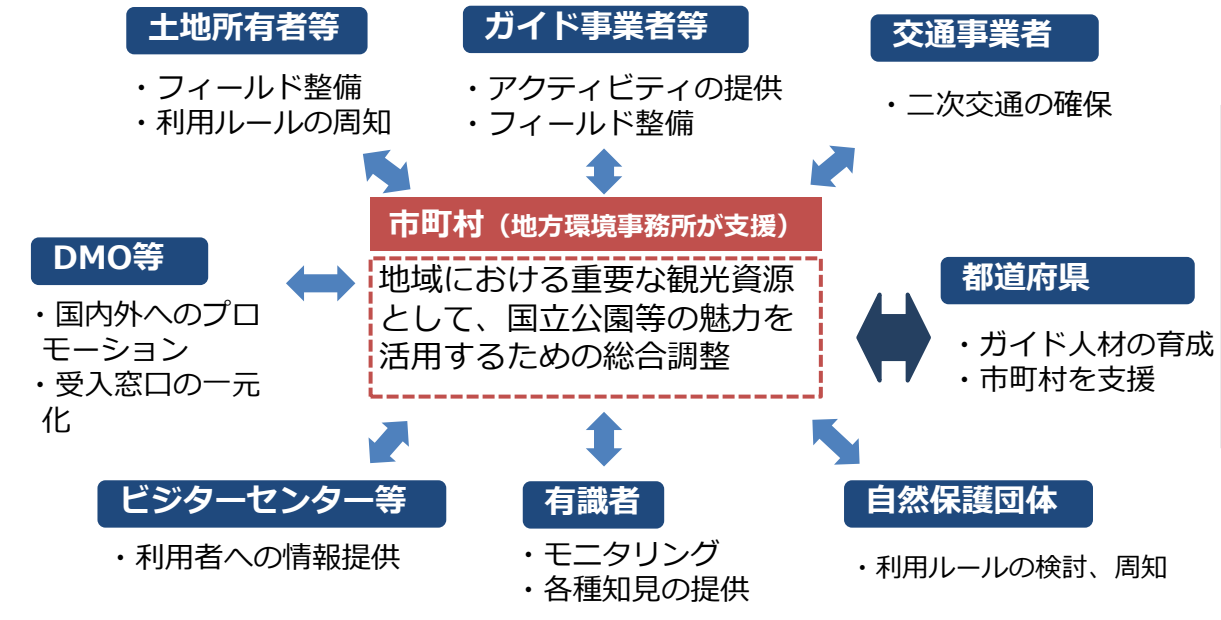 土地所有者等
・フィールド整備
・利用ルールの周知
ガイド事業者等
・アクティビティの提供
・フィールド整備
交通事業者
・二次交通の確保
市町村（地方環境事務所が支援）
地域における重要な観光資源
として、国立公園等の魅力を
活用するための総合調整
DMO等
・国内外へのプロ
モーション
・受入窓口の一元
化
都道府県
・ガイド人材の育成
・市町村を支援
ビジターセンター等
・利用者への情報提供
有識者
・モニタリング
・各種知見の提供
自然保護団体
・利用ルールの検討、周知